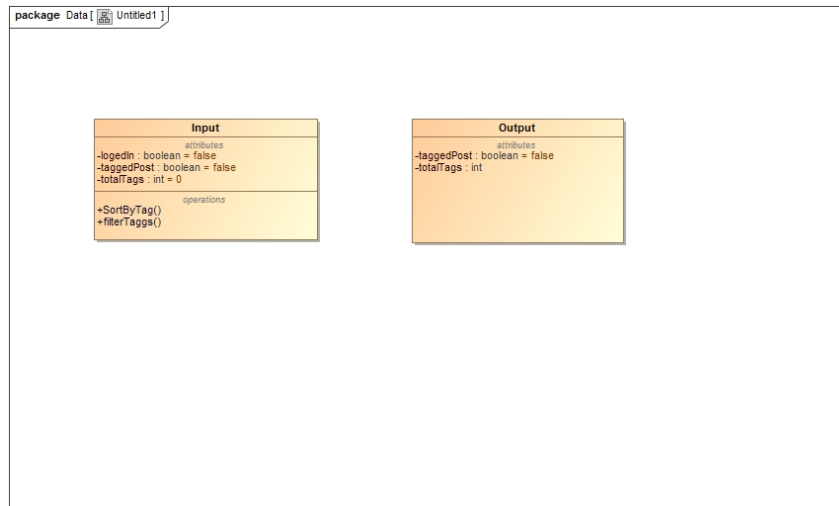 package Data [ Untitled1 ]
Input
attributes
-logedIn : boolean = false
-taggedPost : boolean = false
-totalTags : int = 0
operations
+SortByTag()
+filterTaggs()
Output
attributes
-taggedPost : boolean = false
-totalTags : int